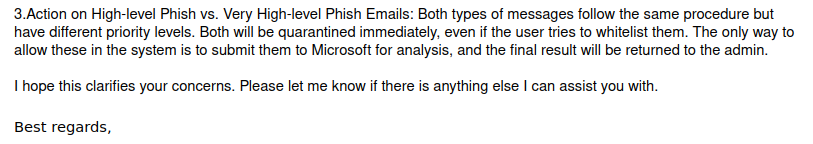 3.Action on High-level Phish vs. Very High-level Phish Emails: Both types of messages follow the same procedure but
have different priority levels. Both will be quarantined immediately, even if the user tries to whitelist them. The only way to
allow these in the system is to submit them to Microsoft for analysis, and the final result will be returned to the admin.
I hope this clarifies your concerns. Please let me know if there is anything else I can assist you with.
Best regards,